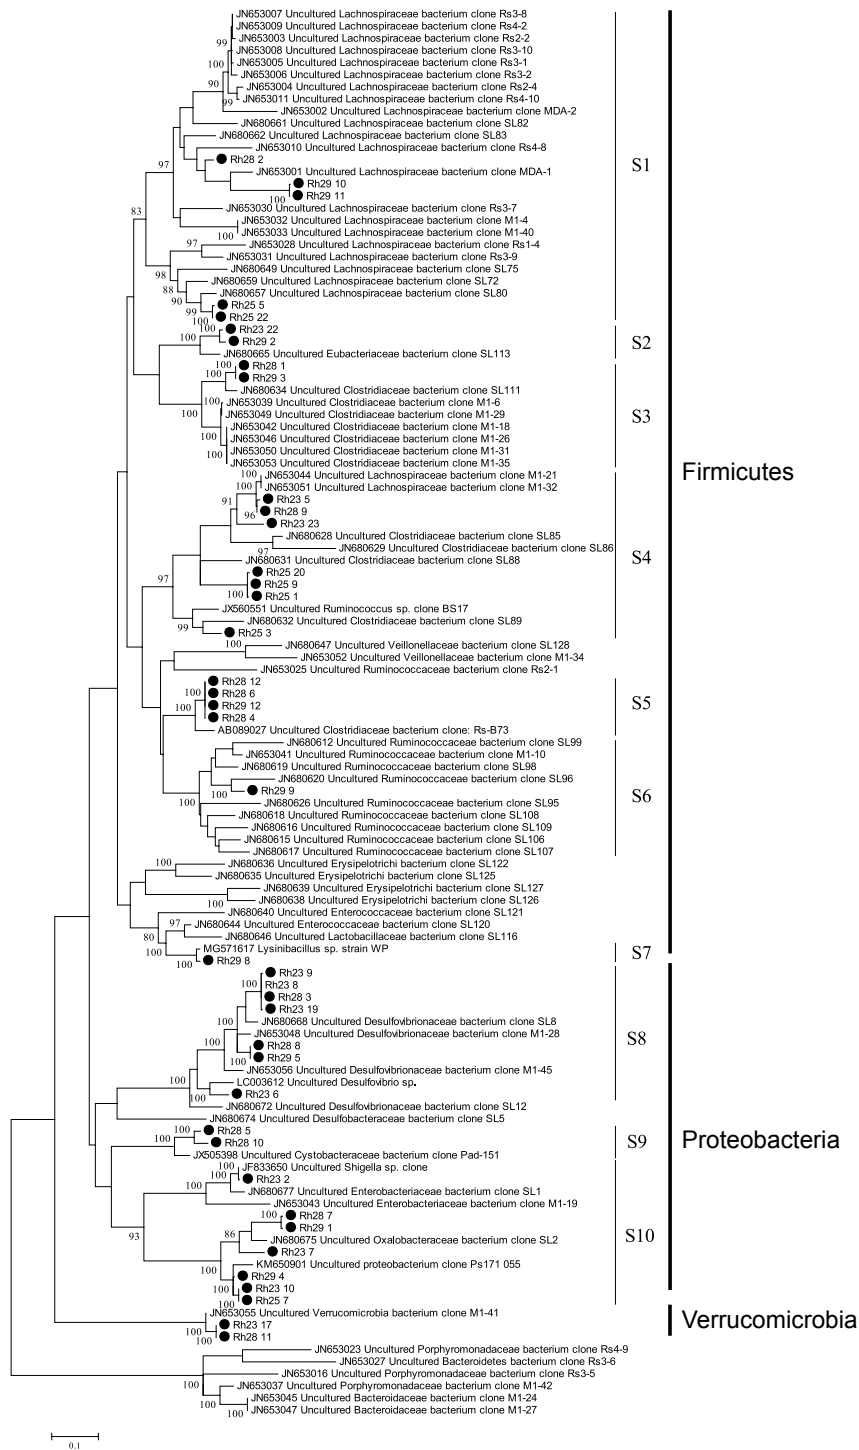 JN653007 Uncultured Lachnospiraceae bacterium clone Rs3-8
JN653009 Uncultured Lachnospiraceae bacterium clone Rs4-2
JN653003 Uncultured Lachnospiraceae bacterium clone Rs2-2
99
JN653008 Uncultured Lachnospiraceae bacterium clone Rs3-10
JN653005 Uncultured Lachnospiraceae bacterium clone Rs3-1
100
JN653006 Uncultured Lachnospiraceae bacterium clone Rs3-2
90
JN653004 Uncultured Lachnospiraceae bacterium clone Rs2-4
99
JN653011 Uncultured Lachnospiraceae bacterium clone Rs4-10
JN653002 Uncultured Lachnospiraceae bacterium clone MDA-2
JN680661 Uncultured Lachnospiraceae bacterium clone SL82
JN680662 Uncultured Lachnospiraceae bacterium clone SL83
JN653010 Uncultured Lachnospiraceae bacterium clone Rs4-8
97
Rh28 2
S1
JN653001 Uncultured Lachnospiraceae bacterium clone MDA-1
Rh29 10
100
Rh29 11
JN653030 Uncultured Lachnospiraceae bacterium clone Rs3-7
83
JN653032 Uncultured Lachnospiraceae bacterium clone M1-4
100
JN653033 Uncultured Lachnospiraceae bacterium clone M1-40
97
JN653028 Uncultured Lachnospiraceae bacterium clone Rs1-4
JN653031 Uncultured Lachnospiraceae bacterium clone Rs3-9
98
JN680649 Uncultured Lachnospiraceae bacterium clone SL75
88
JN680659 Uncultured Lachnospiraceae bacterium clone SL72
90
JN680657 Uncultured Lachnospiraceae bacterium clone SL80
99
Rh25 5
100
Rh25 22
100
Rh23 22
100
Rh29 2
S2
JN680665 Uncultured Eubacteriaceae bacterium clone SL113
100
Rh28 1
100
Rh29 3
JN680634 Uncultured Clostridiaceae bacterium clone SL111
100
JN653039 Uncultured Clostridiaceae bacterium clone M1-6
100
JN653049 Uncultured Clostridiaceae bacterium clone M1-29
S3
JN653042 Uncultured Clostridiaceae bacterium clone M1-18
100
JN653046 Uncultured Clostridiaceae bacterium clone M1-26
JN653050 Uncultured Clostridiaceae bacterium clone M1-31
JN653053 Uncultured Clostridiaceae bacterium clone M1-35
Firmicutes
100
JN653044 Uncultured Lachnospiraceae bacterium clone M1-21
100
JN653051 Uncultured Lachnospiraceae bacterium clone M1-32
91
Rh23 5
96
Rh28 9
Rh23 23
JN680628 Uncultured Clostridiaceae bacterium clone SL85
97
JN680629 Uncultured Clostridiaceae bacterium clone SL86
S4
JN680631 Uncultured Clostridiaceae bacterium clone SL88
Rh25 20
97
Rh25 9
100
Rh25 1
JX560551 Uncultured Ruminococcus sp. clone BS17
JN680632 Uncultured Clostridiaceae bacterium clone SL89
99
Rh25 3
100
JN680647 Uncultured Veillonellaceae bacterium clone SL128
JN653052 Uncultured Veillonellaceae bacterium clone M1-34
JN653025 Uncultured Ruminococcaceae bacterium clone Rs2-1
Rh28 12
100
Rh28 6
Rh29 12
100
Rh28 4
S5
AB089027 Uncultured Clostridiaceae bacterium clone: Rs-B73
JN680612 Uncultured Ruminococcaceae bacterium clone SL99
JN653041 Uncultured Ruminococcaceae bacterium clone M1-10
JN680619 Uncultured Ruminococcaceae bacterium clone SL98
JN680620 Uncultured Ruminococcaceae bacterium clone SL96
100
Rh29 9
S6
100
JN680626 Uncultured Ruminococcaceae bacterium clone SL95
JN680618 Uncultured Ruminococcaceae bacterium clone SL108
JN680616 Uncultured Ruminococcaceae bacterium clone SL109
JN680615 Uncultured Ruminococcaceae bacterium clone SL106
JN680617 Uncultured Ruminococcaceae bacterium clone SL107
100
JN680636 Uncultured Erysipelotrichi bacterium clone SL122
JN680635 Uncultured Erysipelotrichi bacterium clone SL125
JN680639 Uncultured Erysipelotrichi bacterium clone SL127
100
JN680638 Uncultured Erysipelotrichi bacterium clone SL126
JN680640 Uncultured Enterococcaceae bacterium clone SL121
97
JN680644 Uncultured Enterococcaceae bacterium clone SL120
80
JN680646 Uncultured Lactobacillaceae bacterium clone SL116
100
MG571617 Lysinibacillus sp. strain WP
100
Rh29 8
S7
Rh23 9
100
Rh23 8
Rh28 3
Rh23 19
100
JN680668 Uncultured Desulfovibrionaceae bacterium clone SL8
JN653048 Uncultured Desulfovibrionaceae bacterium clone M1-28
Rh28 8
S8
100
100
Rh29 5
JN653056 Uncultured Desulfovibrionaceae bacterium clone M1-45
LC003612 Uncultured Desulfovibrio sp.
100
100
Rh23 6
JN680672 Uncultured Desulfovibrionaceae bacterium clone SL12
JN680674 Uncultured Desulfobacteraceae bacterium clone SL5
100
Rh28 5
100
Rh28 10
S9
Proteobacteria
JX505398 Uncultured Cystobacteraceae bacterium clone Pad-151
100
JF833650 Uncultured Shigella sp. clone
100
Rh23 2
JN680677 Uncultured Enterobacteriaceae bacterium clone SL1
JN653043 Uncultured Enterobacteriaceae bacterium clone M1-19
100
Rh28 7
Rh29 1
86
93
JN680675 Uncultured Oxalobacteraceae bacterium clone SL2
S10
Rh23 7
100
KM650901 Uncultured proteobacterium clone Ps171 055
Rh29 4
100
Rh23 10
100
Rh25 7
JN653055 Uncultured Verrucomicrobia bacterium clone M1-41
Verrucomicrobia
100
Rh23 17
100
Rh28 11
JN653023 Uncultured Porphyromonadaceae bacterium clone Rs4-9
JN653027 Uncultured Bacteroidetes bacterium clone Rs3-6
JN653016 Uncultured Porphyromonadaceae bacterium clone Rs3-5
100
JN653037 Uncultured Porphyromonadaceae bacterium clone M1-42
100
JN653045 Uncultured Bacteroidaceae bacterium clone M1-24
100
JN653047 Uncultured Bacteroidaceae bacterium clone M1-27
0.1